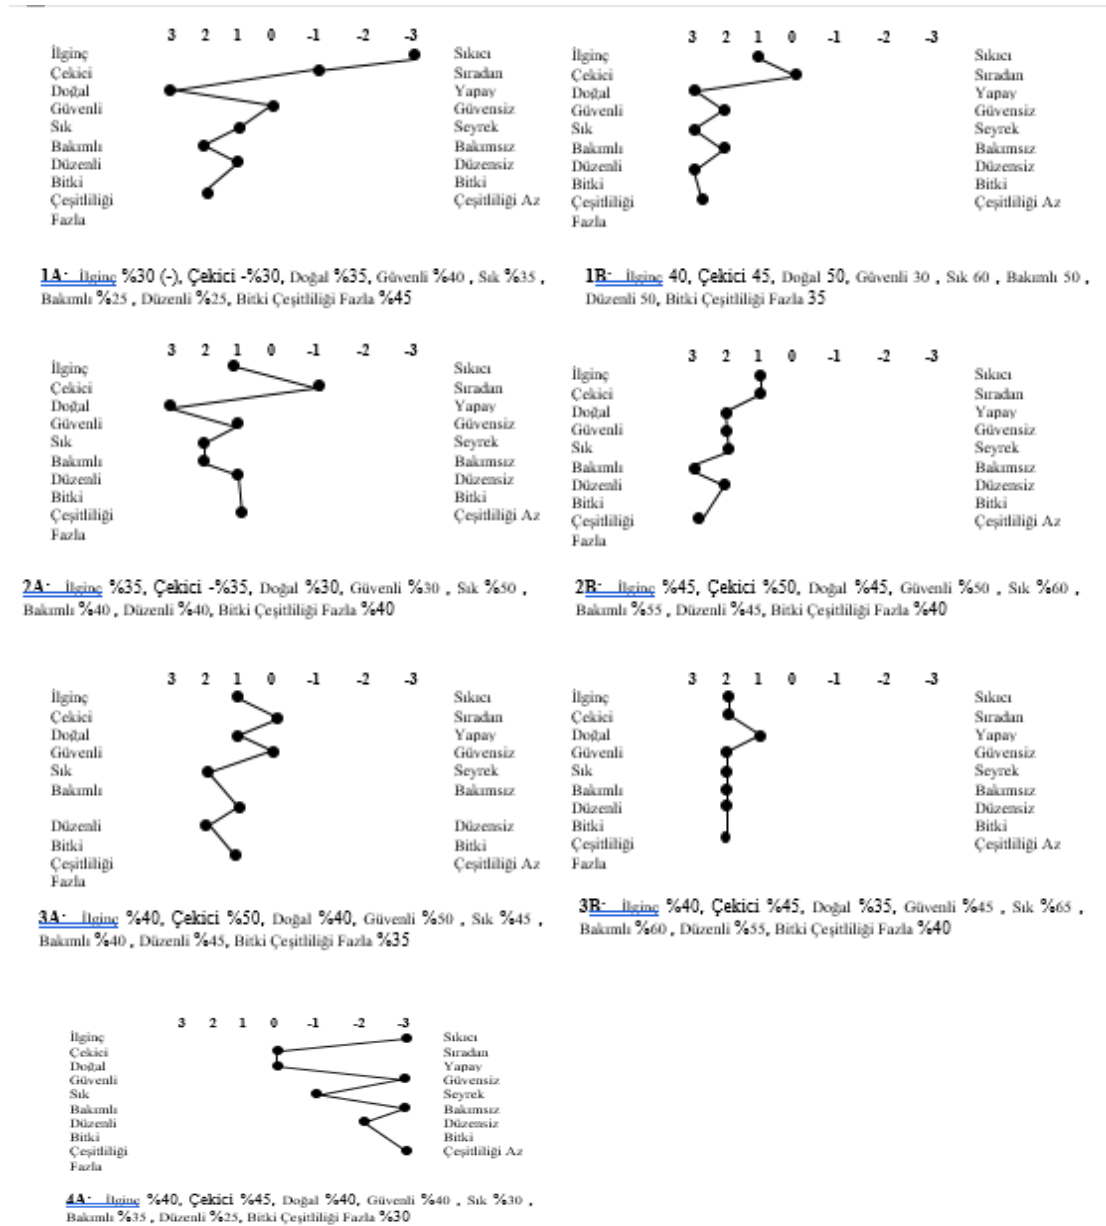 3 2 1 0 -1 -2 -3
İlginç Sıkıcı
Çekici Sıradan
Doğal Yapay
Güvenli Güvensiz
Sık Seyrek
Bakımlı Bakımsız
Düzenli Düzensiz
Bitki Bitki
Çeşitliliği Çeşitliliği Az
Fazla
1A: İlginç %30 (-), Çekici -%30, Doğal %35, Güvenli %40 , Sık %35 ,
Bakımlı %25 , Düzenli %25, Bitki Çeşitliliği Fazla %45
3 2 1 0 -1 -2 -3
İlginç Sıkıcı
Çekici Sıradan
Doğal Yapay
Güvenli Güvensiz
Sık Seyrek
Bakımlı Bakımsız
Düzenli Düzensiz
Bitki Bitki
Çeşitliliği Çeşitliliği Az
Fazla
1B: İlginç 40, Çekici 45, Doğal 50, Güvenli 30 , Sık 60 , Bakımlı 50 ,
Düzenli 50, Bitki Çeşitliliği Fazla 35
3 2 1 0 -1 -2 -3
İlginç Sıkıcı
Çekici Sıradan
Doğal Yapay
Güvenli Güvensiz
Sık Seyrek
Bakımlı Bakımsız
Düzenli Düzensiz
Bitki Bitki
Çeşitliliği Çeşitliliği Az
Fazla
2A: İlginç %35, Çekici -%35, Doğal %30, Güvenli %30 , Sık %50 ,
Bakımlı %40 , Düzenli %40, Bitki Çeşitliliği Fazla %40
3 2 1 0 -1 -2 -3
İlginç Sıkıcı
Çekici Sıradan
Doğal Yapay
Güvenli Güvensiz
Sık Seyrek
Bakımlı Bakımsız
Düzenli Düzensiz
Bitki Bitki
Çeşitliliği Çeşitliliği Az
Fazla
2B: İlginç %45, Çekici %50, Doğal %45, Güvenli %50 , Sık %60 ,
Bakımlı %55 , Düzenli %45, Bitki Çeşitliliği Fazla %40
3 2 1 0 -1 -2 -3
İlginç Sıkıcı
Çekici Sıradan
Doğal Yapay
Güvenli Güvensiz
Sık Seyrek
Bakımlı Bakımsız
Düzenli Düzensiz
Bitki Bitki
Çeşitliliği Çeşitliliği Az
Fazla
3A: İlginç %40, Çekici %50, Doğal %40, Güvenli %50 , Sık %45 ,
Bakımlı %40 , Düzenli %45, Bitki Çeşitliliği Fazla %35
3 2 1 0 -1 -2 -3
İlginç Sıkıcı
Çekici Sıradan
Doğal Yapay
Güvenli Güvensiz
Sık Seyrek
Bakımlı Bakımsız
Düzenli Düzensiz
Bitki Bitki
Çeşitliliği Çeşitliliği Az
Fazla
3B: İlginç %40, Çekici %45, Doğal %35, Güvenli %45 , Sık %65 ,
Bakımlı %60 , Düzenli %55, Bitki Çeşitliliği Fazla %40
3 2 1 0 -1 -2 -3
İlginç Sıkıcı
Çekici Sıradan
Doğal Yapay
Güvenli Güvensiz
Sık Seyrek
Bakımlı Bakımsız
Düzenli Düzensiz
Bitki Bitki
Çeşitliliği Çeşitliliği Az
Fazla
4A: İlginç %40, Çekici %45, Doğal %40, Güvenli %40 , Sık %30 ,
Bakımlı %35 , Düzenli %25, Bitki Çeşitliliği Fazla %30